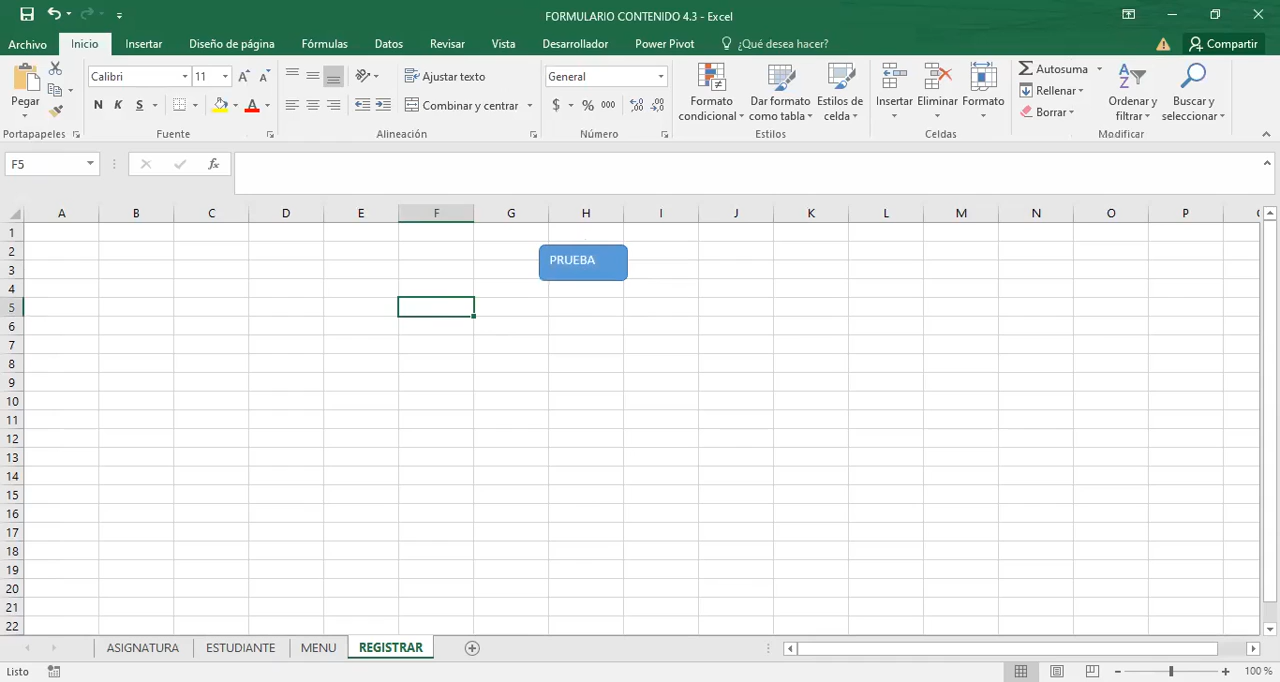 FORMULARIO CONTENIDO 4.3 - Excel
Archivo Inicio Insertar Diseño de página Fórmulas Datos Revisar Vista Desarrollador Power Pivot ¿Qué desea hacer? Compartir
Pegar
Calibri 11
N K S
Ajustar texto
Combinar y centrar
General
$ % 000
Formato condicional
Dar formato como tabla
Estilos de celda
Insertar Eliminar Formato
Autosuma
Rellenar
Borrar
Ordenar y filtrar
Buscar y seleccionar
Portapapeles Fuente Alineación Número Estilos Celdas Modificar
F5 fx
A B C D E F G H I J K L M N O P
1
2
PRUEBA
3
4
5
6
7
8
9
10
11
12
13
14
15
16
17
18
19
20
21
22
ASIGNATURA ESTUDIANTE MENU REGISTRAR
Listo 100 %